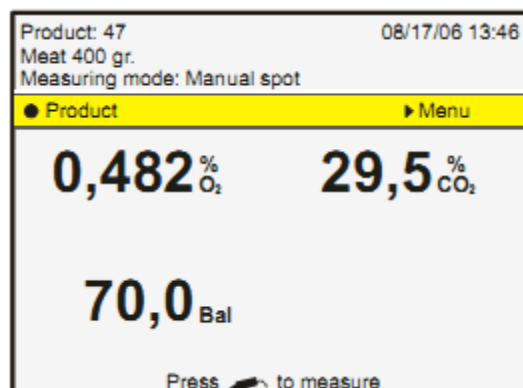 Product: 47 08/17/06 13:46
Meat 400 gr.
Measuring mode: Manual spot
Product Menu
0,482 % O₂ 29,5 % CO₂
70,0 Bal
Press to measure